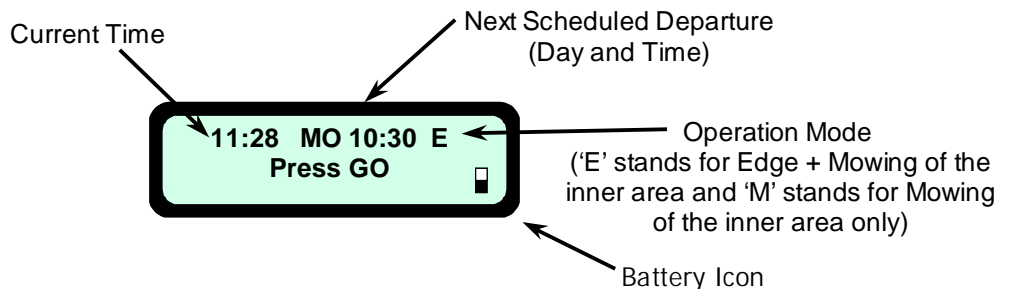 Current Time
Next Scheduled Departure
(Day and Time)
11:28 MO 10:30 E
Press GO
Operation Mode
(‘E’ stands for Edge + Mowing of the
inner area and ‘M’ stands for Mowing
of the inner area only)
Battery Icon